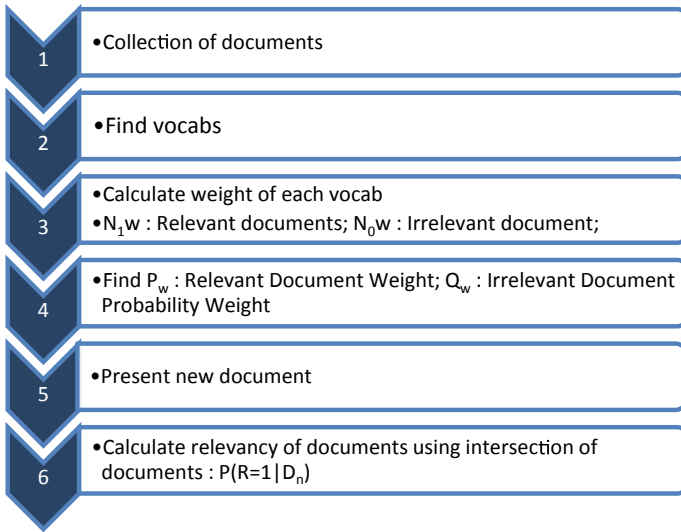 1
•Collection of documents
2
•Find vocabs
3
•Calculate weight of each vocab
•N₁w : Relevant documents; N₀w : Irrelevant document;
4
•Find P_w : Relevant Document Weight; Q_w : Irrelevant Document
Probability Weight
5
•Present new document
6
•Calculate relevancy of documents using intersection of
documents : P(R=1|Dₙ)